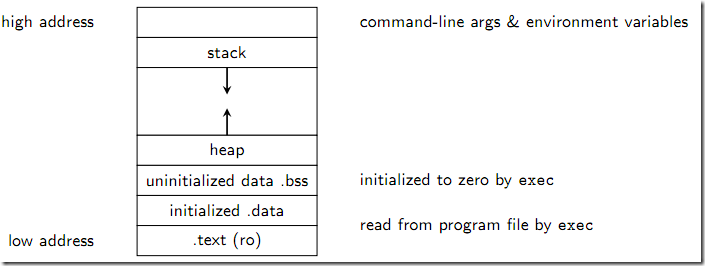 high address
command-line args & environment variables
stack
heap
uninitialized data .bss
initialized to zero by exec
initialized .data
read from program file by exec
low address
.text (ro)